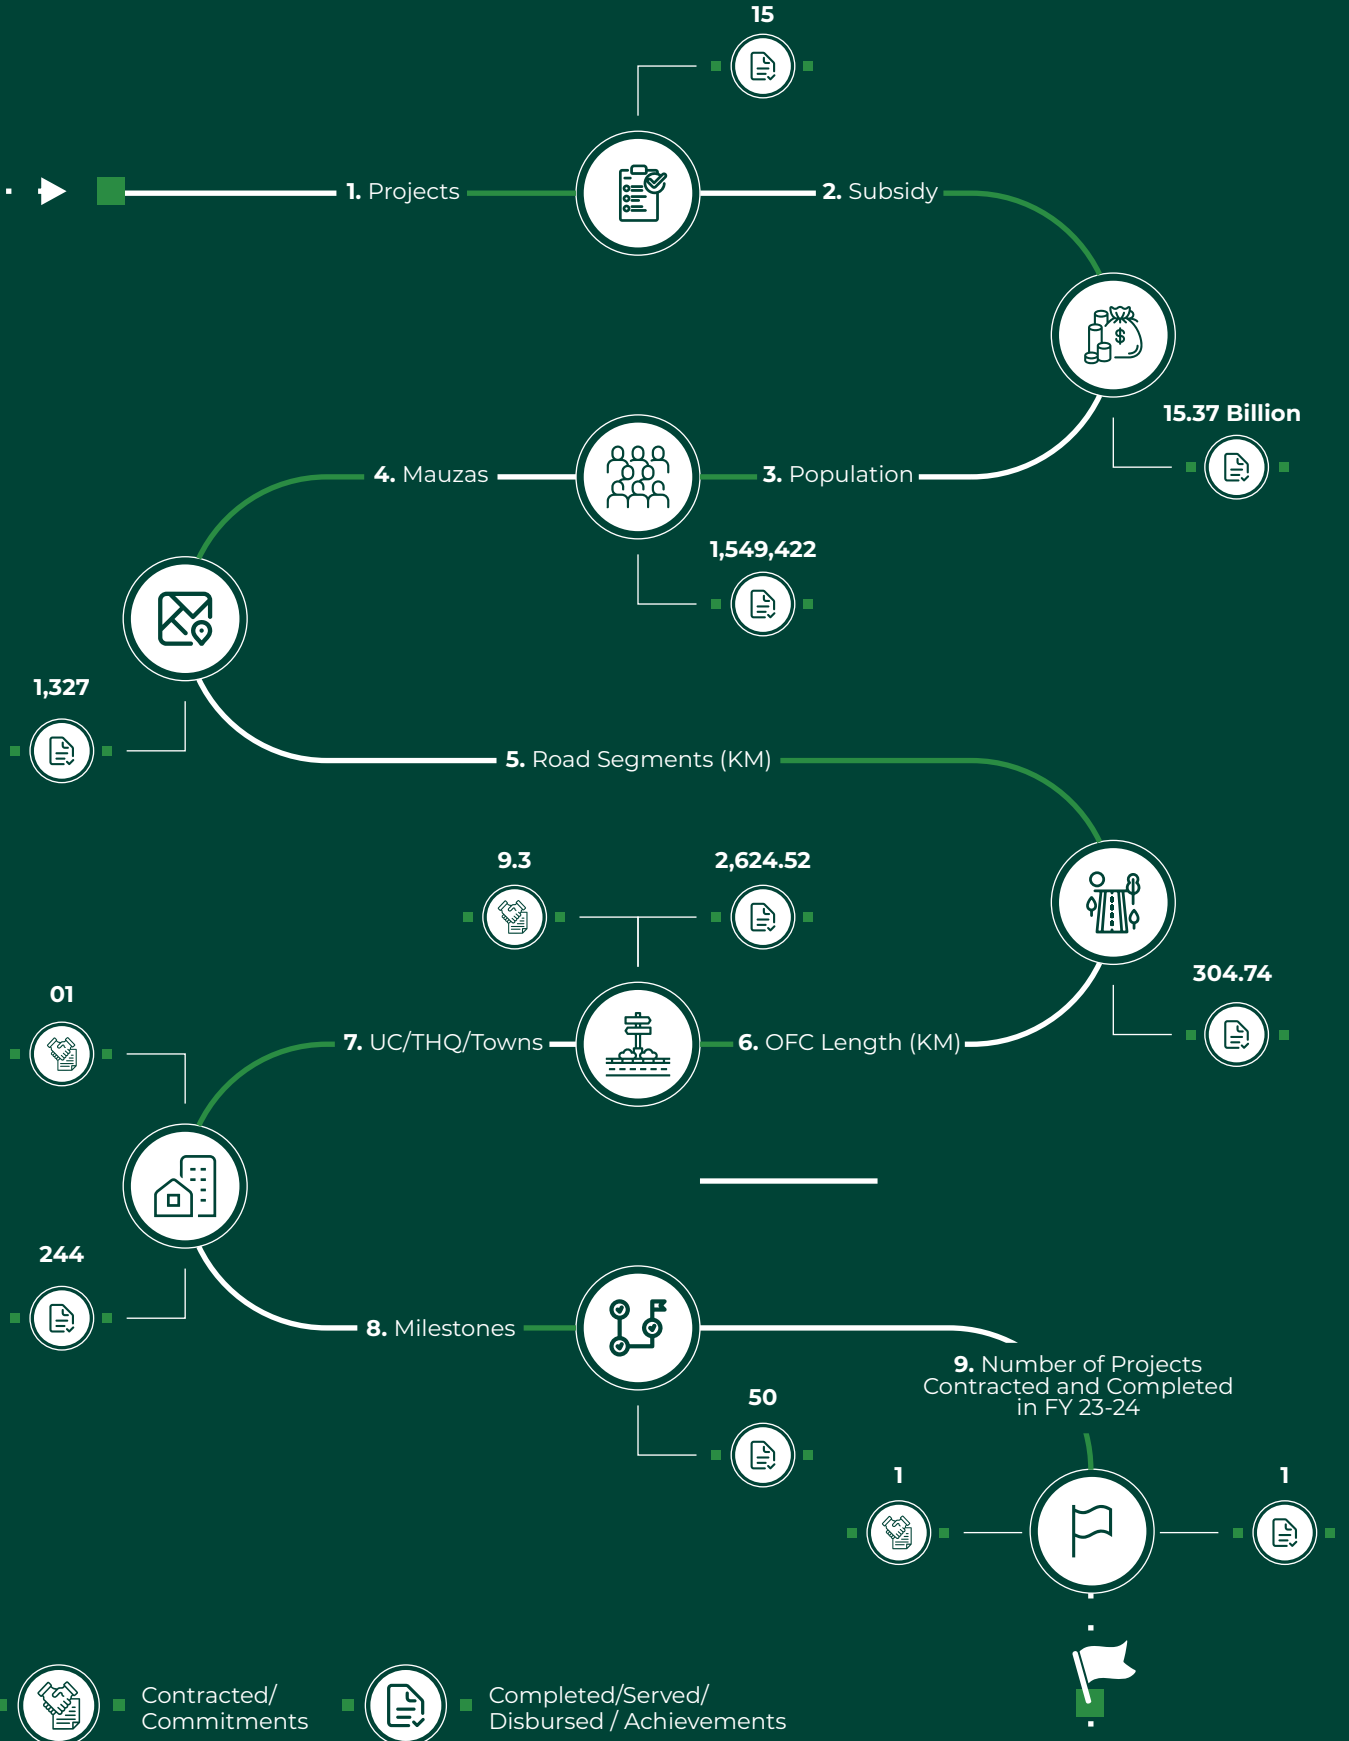 15
1. Projects
2. Subsidy
15.37 Billion
4. Mauzas
3. Population
1,549,422
1,327
5. Road Segments (KM)
9.3
2,624.52
304.74
01
7. UC/THQ/Towns
6. OFC Length (KM)
244
8. Milestones
9. Number of Projects
Contracted and Completed
in FY 23-24
50
1
1
Contracted/
Commitments
Completed/Served/
Disbursed / Achievements